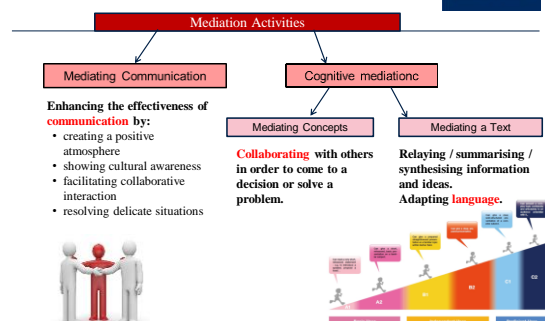 Mediation Activities
Mediating Communication
Cognitive mediationc
Enhancing the effectiveness of
communication by:
• creating a positive
atmosphere
• showing cultural awareness
• facilitating collaborative
interaction
• resolving delicate situations
Mediating Concepts
Mediating a Text
Collaborating with others
in order to come to a
decision or solve a
problem.
Relaying / summarising /
synthesising information
and ideas.
Adapting language.
A2
B1
B2